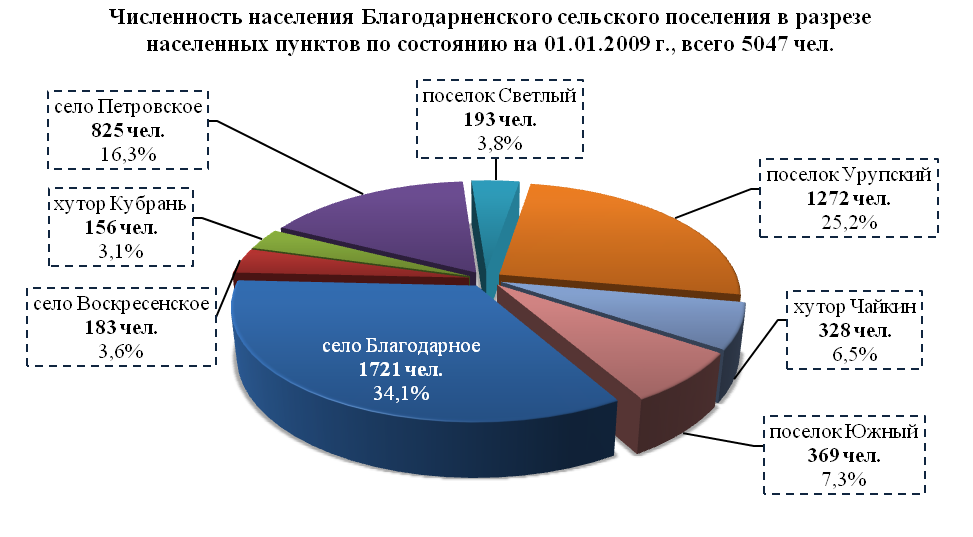 Численность населения Благодарненского сельского поселения в разрезе
населенных пунктов по состоянию на 01.01.2009 г., всего 5047 чел.
село Петровское
825 чел.
16,3%
поселок Светлый
193 чел.
3,8%
поселок Урупский
1272 чел.
25,2%
хутор Кубрань
156 чел.
3,1%
село Воскресенское
183 чел.
3,6%
село Благодарное
1721 чел.
34,1%
хутор Чайкин
328 чел.
6,5%
поселок Южный
369 чел.
7,3%